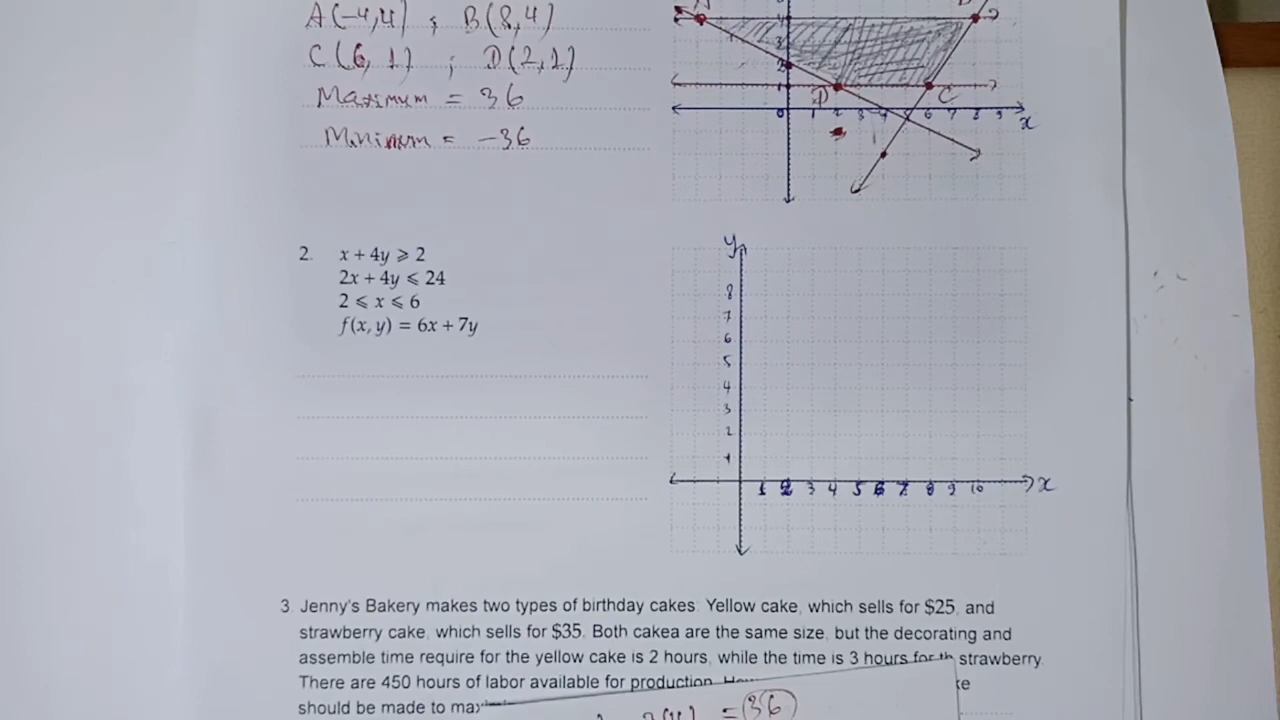 A(-4,4) ; B(8,4)
C(6,1) ; D(2,1)
Maximum = 36
Minimum = -36
4
3
2
1
D
C
0 1 2 3 4 5 6 7 8 9
x
2. x + 4y ⩾ 2
2x + 4y ⩽ 24
2 ⩽ x ⩽ 6
f(x, y) = 6x + 7y
y
8
7
6
5
4
3
2
1
1 2 3 4 5 6 7 8 9 10 x
3. Jenny's Bakery makes two types of birthday cakes: Yellow cake, which sells for $25, and
strawberry cake, which sells for $35. Both cakea are the same size, but the decorating and
assemble time require for the yellow cake is 2 hours, while the time is 3 hours for strawberry.
There are 450 hours of labor available for production.
should be made to
= 36